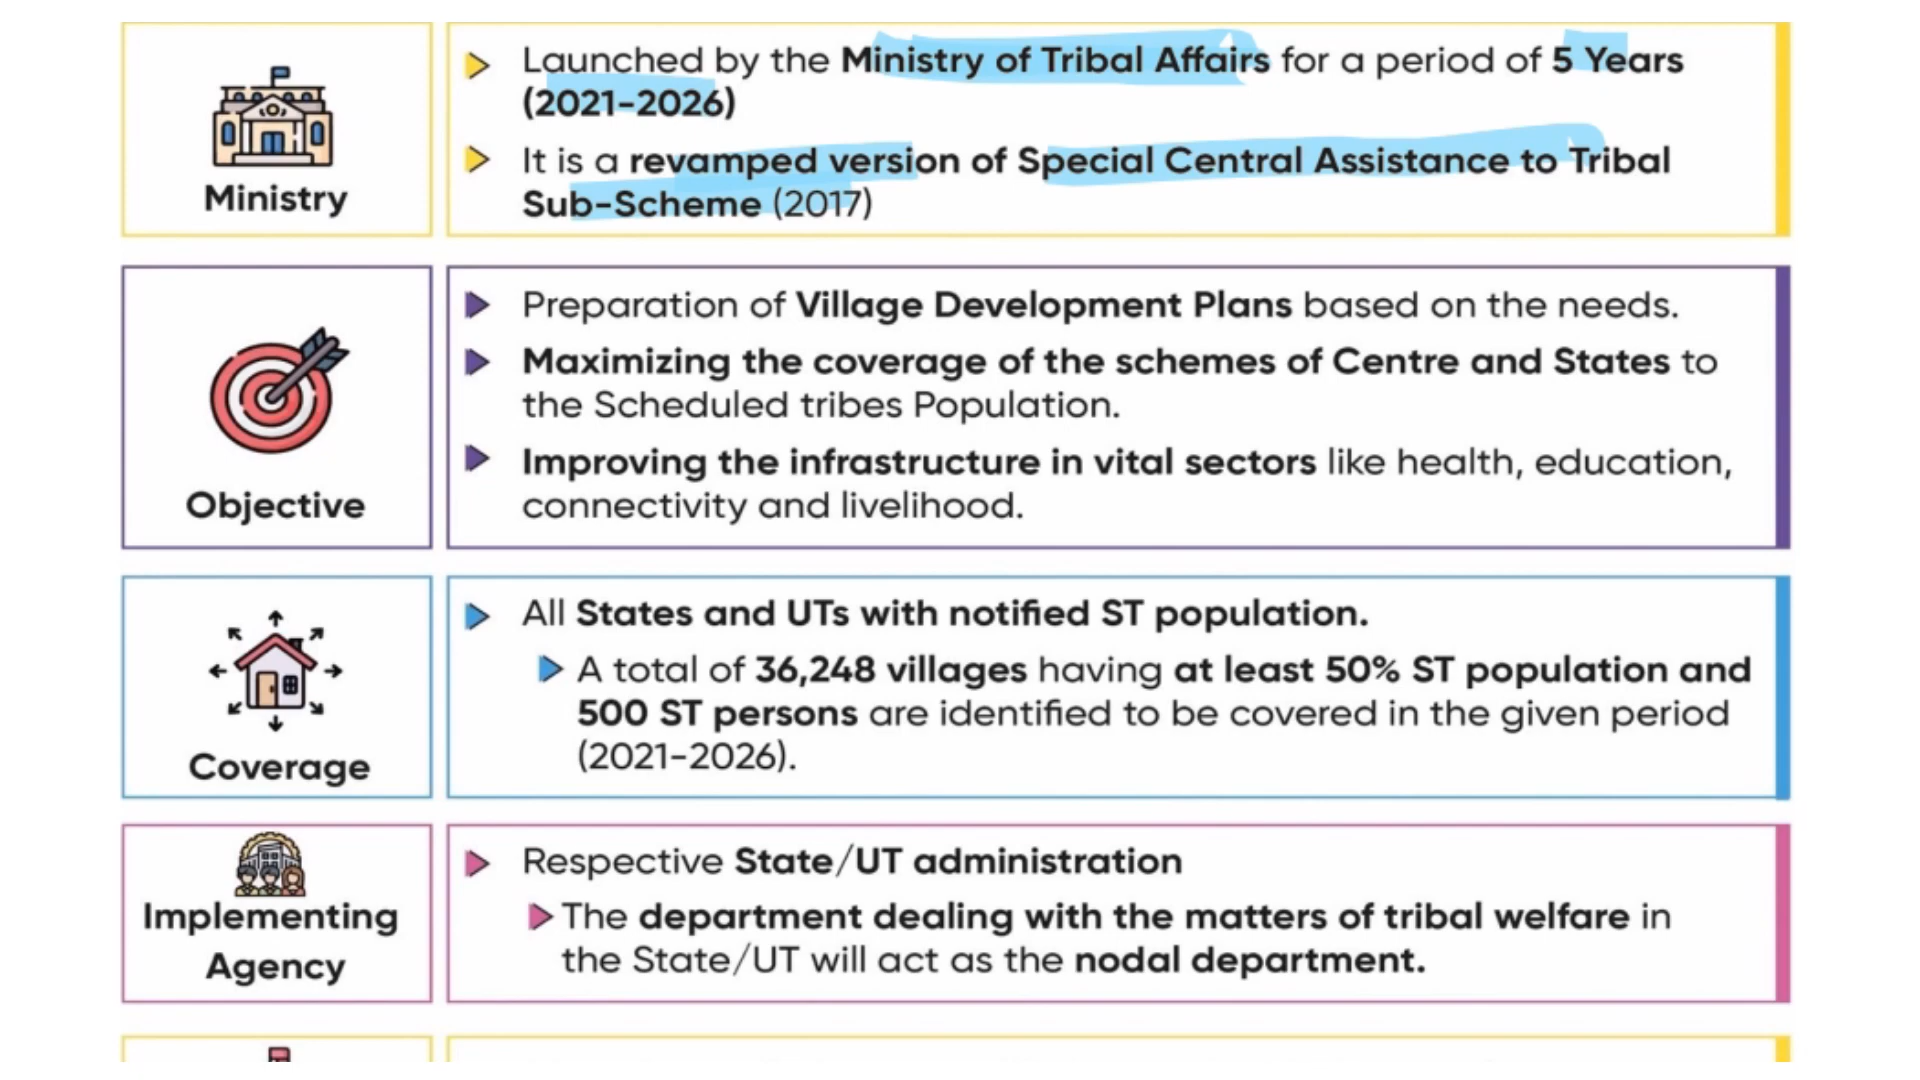 Ministry
Launched by the Ministry of Tribal Affairs for a period of 5 Years
(2021-2026)
It is a revamped version of Special Central Assistance to Tribal
Sub-Scheme (2017)
Objective
Preparation of Village Development Plans based on the needs.
Maximizing the coverage of the schemes of Centre and States to
the Scheduled tribes Population.
Improving the infrastructure in vital sectors like health, education,
connectivity and livelihood.
Coverage
All States and UTs with notified ST population.
A total of 36,248 villages having at least 50% ST population and
500 ST persons are identified to be covered in the given period
(2021-2026).
Implementing
Agency
Respective State/UT administration
The department dealing with the matters of tribal welfare in
the State/UT will act as the nodal department.